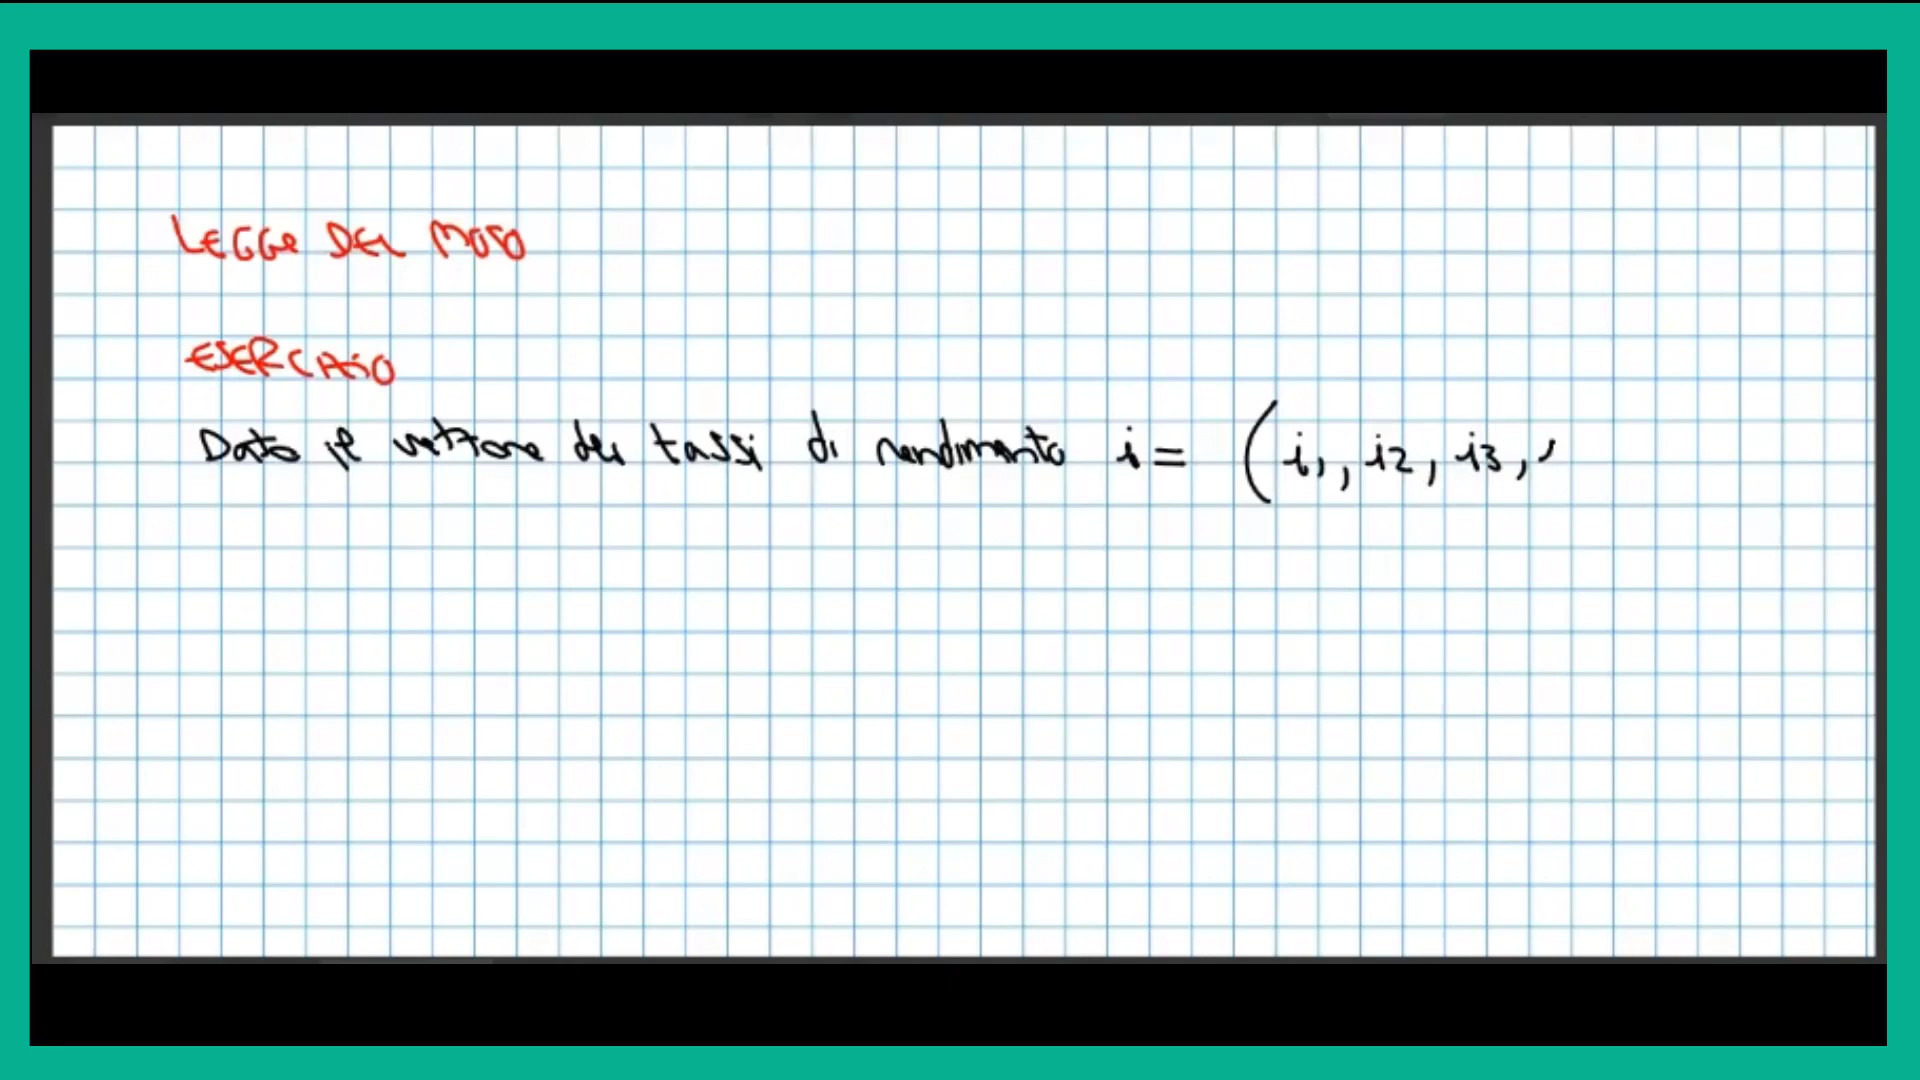 LEGGE DEL MOTO
ESERCIZIO
Dato il vettore dei tassi di rendimento i = (i1, i2, i3,